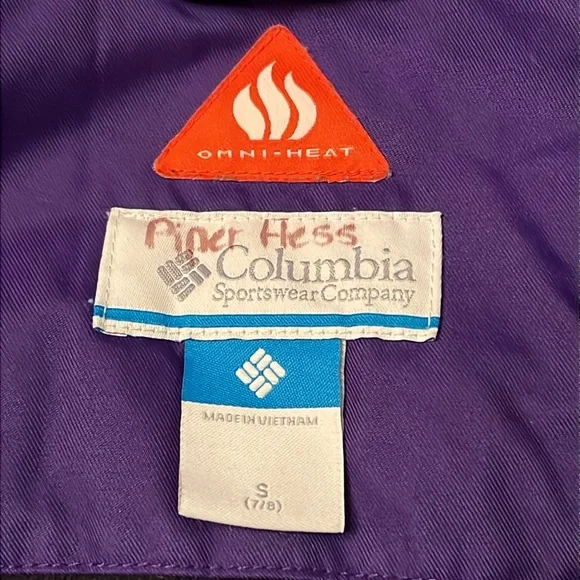 OMNI-HEAT
Piper Hess
Columbia
Sportswear Company
MADE IN VIETNAM
S
(7/8)